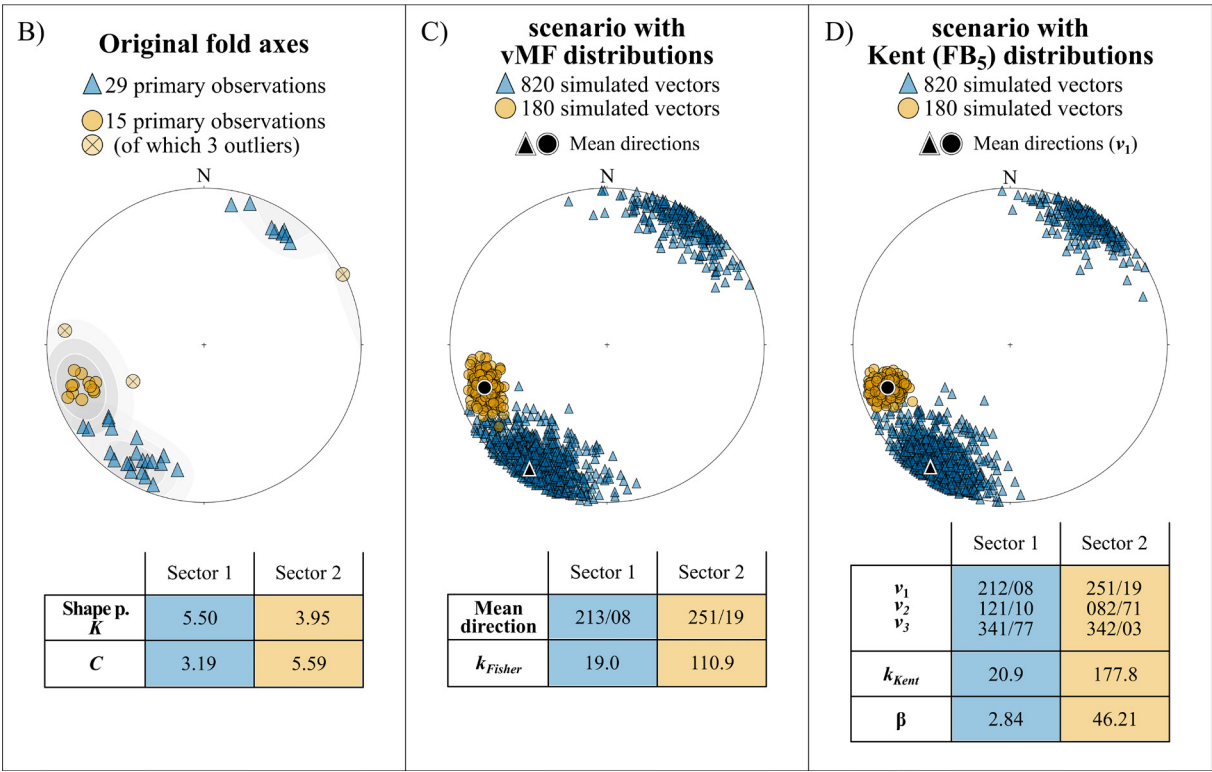 B)
Original fold axes
29 primary observations
15 primary observations
(of which 3 outliers)
N
Sector 1 Sector 2
Shape p.
K 5.50 3.95
C 3.19 5.59
C)
scenario with
vMF distributions
820 simulated vectors
180 simulated vectors
Mean directions
N
Sector 1 Sector 2
Mean
direction 213/08 251/19
k_Fisher 19.0 110.9
D)
scenario with
Kent (FB₅) distributions
820 simulated vectors
180 simulated vectors
Mean directions (v₁)
N
Sector 1 Sector 2
v₁ 212/08 251/19
v₂ 121/10 082/71
v₃ 341/77 342/03
k_Kent 20.9 177.8
β 2.84 46.21